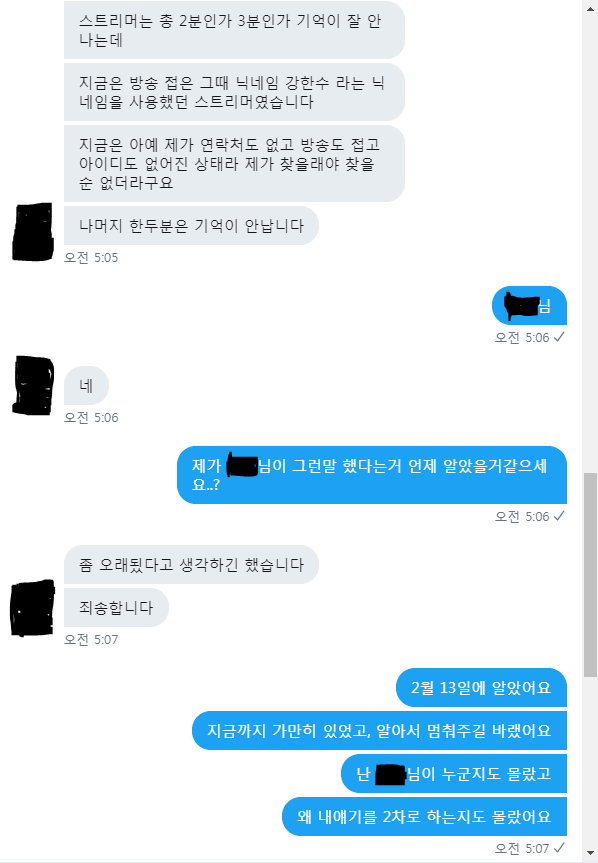 스트리머는 총 2분인가 3분인가 기억이 잘 안
나는데
지금은 방송 접은 그때 닉네임 강한수 라는 닉
네임을 사용했던 스트리머였습니다
지금은 아예 제가 연락처도 없고 방송도 접고
아이디도 없어진 상태라 제가 찾을래야 찾을
순 없더라구요
나머지 한두분은 기억이 안납니다
오전 5:05
님
오전 5:06
네
오전 5:06
제가 님이 그런말 했다는거 언제 알았을거같으세
요..?
오전 5:06
좀 오래됬다고 생각하긴 했습니다
죄송합니다
오전 5:07
2월 13일에 알았어요
지금까지 가만히 있었고, 알아서 멈춰주길 바랬어요
난 님이 누군지도 몰랐고
왜 내얘기를 2차로 하는지도 몰랐어요
오전 5:07